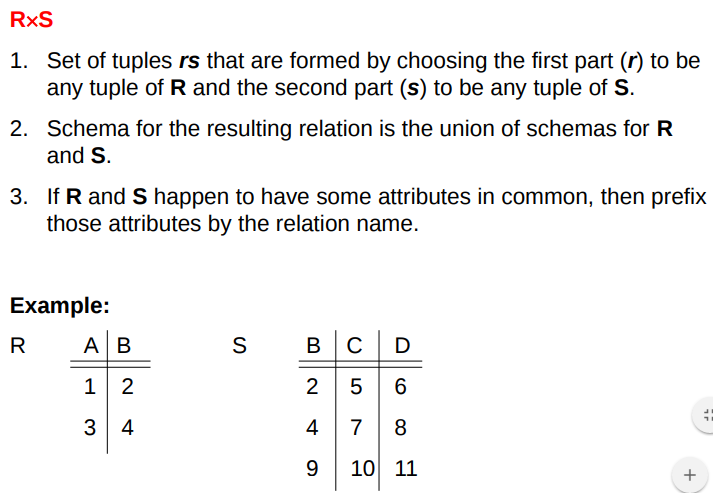 R×S
1. Set of tuples rs that are formed by choosing the first part (r) to be
any tuple of R and the second part (s) to be any tuple of S.
2. Schema for the resulting relation is the union of schemas for R
and S.
3. If R and S happen to have some attributes in common, then prefix
those attributes by the relation name.
Example:
R A B S B C D
1 2 2 5 6
3 4 4 7 8
9 10 11
+